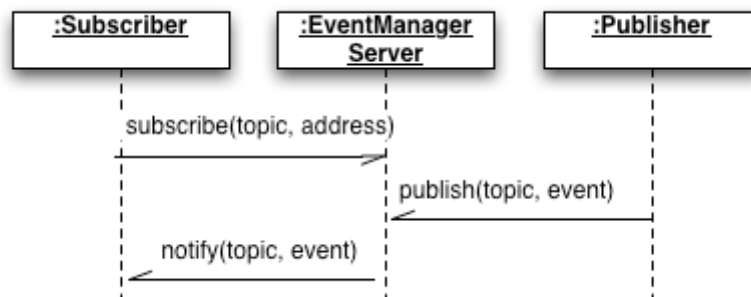 :Subscriber
:EventManager
Server
:Publisher
subscribe(topic, address)
publish(topic, event)
notify(topic, event)